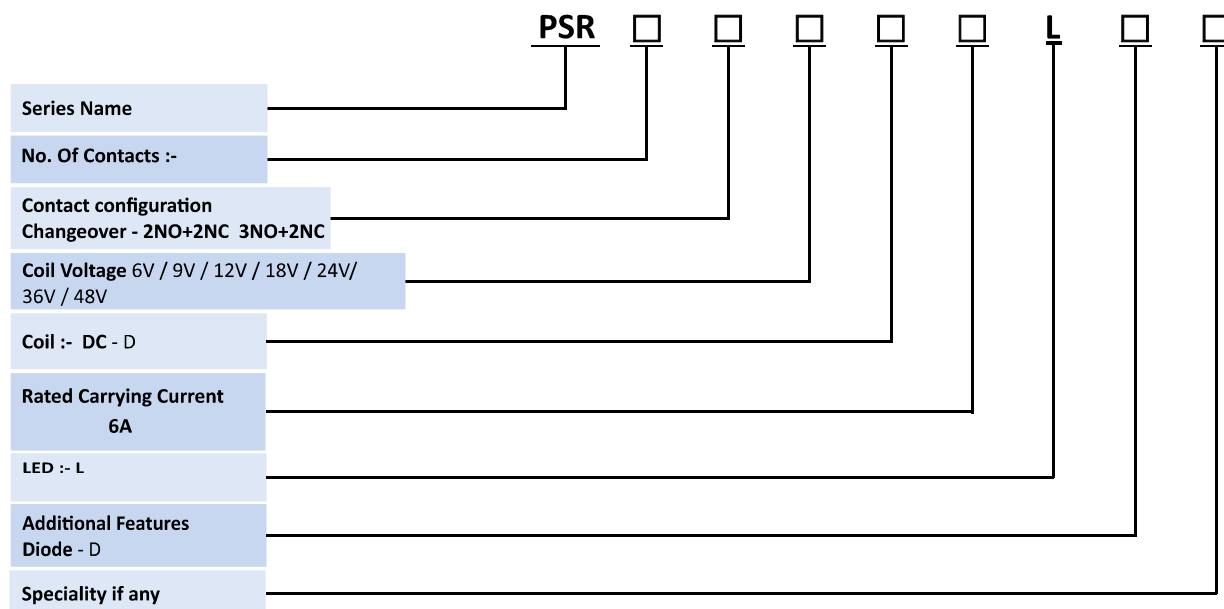 PSR □ □ □ □ □ L □ □
Series Name
No. Of Contacts :-
Contact configuration
Changeover - 2NO+2NC 3NO+2NC
Coil Voltage 6V / 9V / 12V / 18V / 24V/
36V / 48V
Coil :- DC - D
Rated Carrying Current
6A
LED :- L
Additional Features
Diode - D
Speciality if any